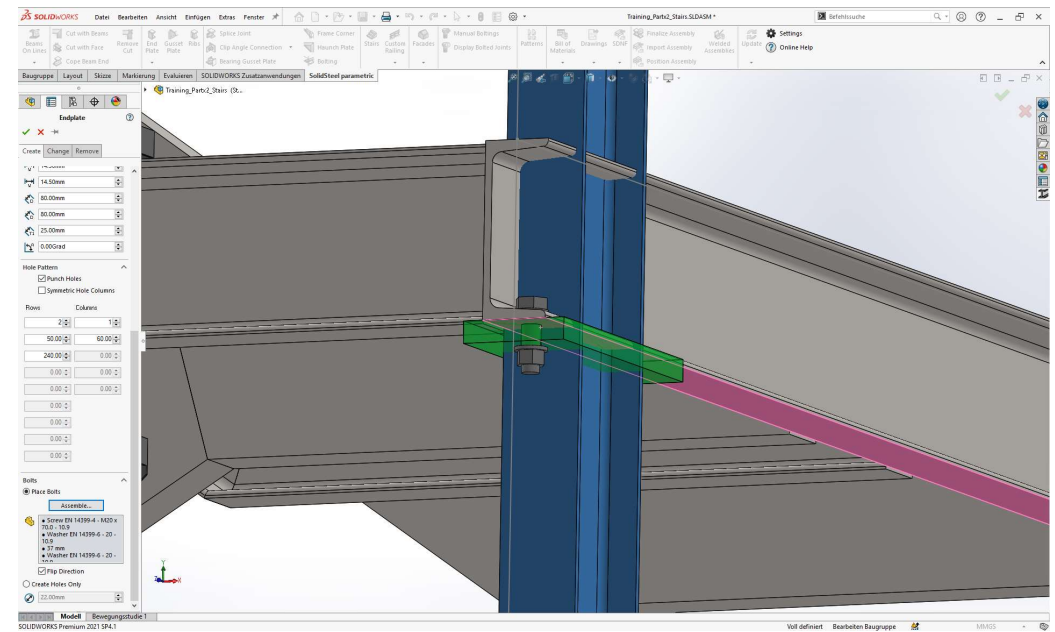 SOLIDWORKS Datei Bearbeiten Ansicht Einfügen Extras Fenster
Training_Partx2_Stairs.SLDASM *
Befehlssuche
Beams On Lines
Cut with Beams
Cut with Face
Cope Beam End
Remove Cut
End Plate
Gusset Plate
Ribs
Splice Joint
Clip Angle Connection
Bearing Gusset Plate
Frame Corner
Haunch Plate
Bolting
Stairs
Custom Railing
Facades
Manual Boltings
Display Bolted Joints
Patterns
Bill of Materials
Drawings
SDNF
Finalize Assembly
Import Assembly
Position Assembly
Welded Assemblies
Update
Settings
Online Help
Baugruppe Layout Skizze Markierung Evaluieren SOLIDWORKS Zusatzanwendungen SolidSteel parametric
Training_Partx2_Stairs (St...
Endplate
Create Change Remove
14.50mm
80.00mm
80.00mm
25.00mm
0.00Grad
Hole Pattern
Punch Holes
Symmetric Hole Columns
Rows Columns
2 1
50.00 60.00
240.00 0.00
0.00 0.00
0.00 0.00
0.00
0.00
0.00
Bolts
Place Bolts
Assemble...
• Screw EN 14399-4 - M20 x
70.0 - 10.9
• Washer EN 14399-6 - 20 -
10.9
• 37 mm
• Washer EN 14399-6 - 20 -
Flip Direction
Create Holes Only
22.00mm
Modell Bewegungsstudie 1
SOLIDWORKS Premium 2021 SP4.1
Voll definiert Bearbeiten Baugruppe MMGS